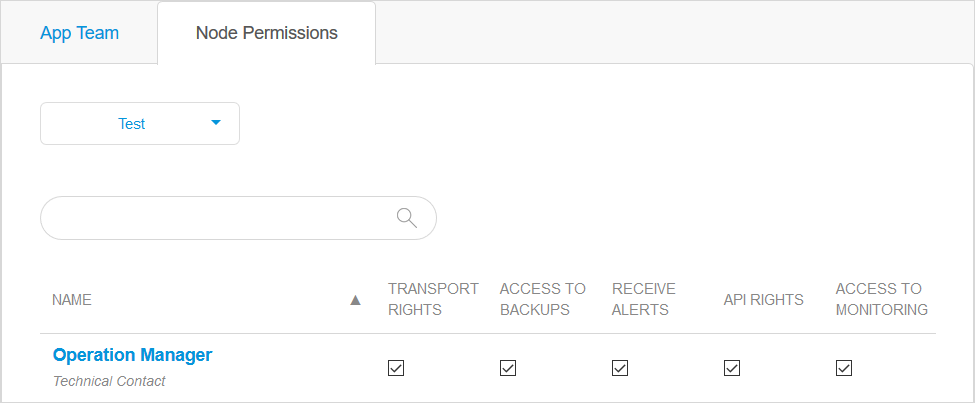 App Team
Node Permissions
Test
NAME ▲
TRANSPORT RIGHTS
ACCESS TO BACKUPS
RECEIVE ALERTS
API RIGHTS
ACCESS TO MONITORING
Operation Manager
Technical Contact